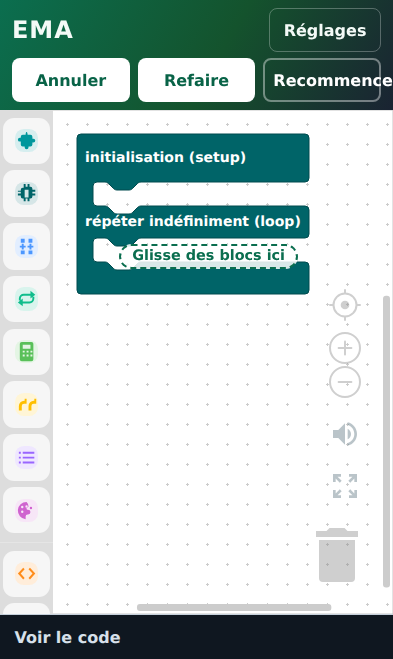 EMA
Réglages
Annuler
Refaire
Recommence
initialisation (setup)
répéter indéfiniment (loop)
Glisse des blocs ici
Voir le code